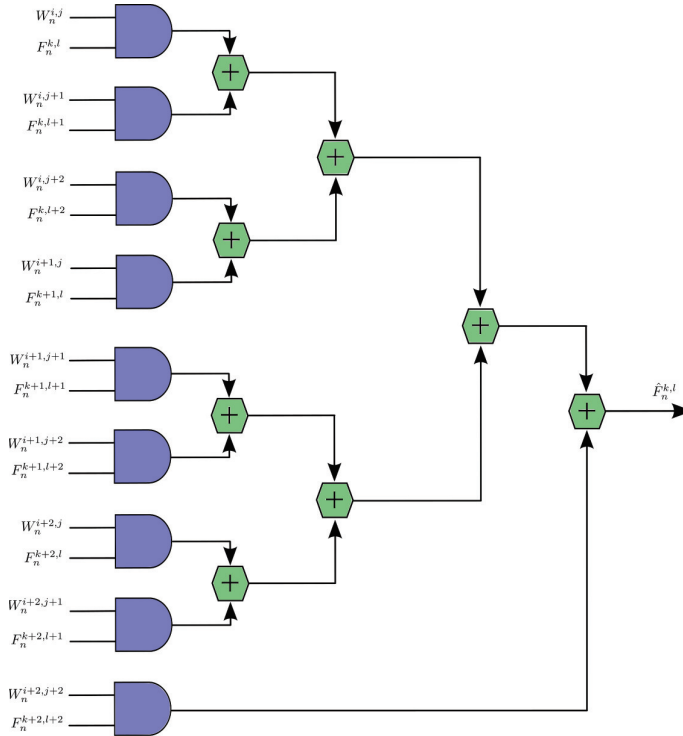 $W_n^{i,j}$
$F_n^{k,l}$
+
$W_n^{i,j+1}$
$F_n^{k,l+1}$
+
$W_n^{i,j+2}$
$F_n^{k,l+2}$
+
$W_n^{i+1,j}$
$F_n^{k+1,l}$
+
$W_n^{i+1,j+1}$
$F_n^{k+1,l+1}$
$\hat{F}_n^{k,l}$
+
+
$W_n^{i+1,j+2}$
$F_n^{k+1,l+2}$
+
$W_n^{i+2,j}$
$F_n^{k+2,l}$
+
$W_n^{i+2,j+1}$
$F_n^{k+2,l+1}$
$W_n^{i+2,j+2}$
$F_n^{k+2,l+2}$